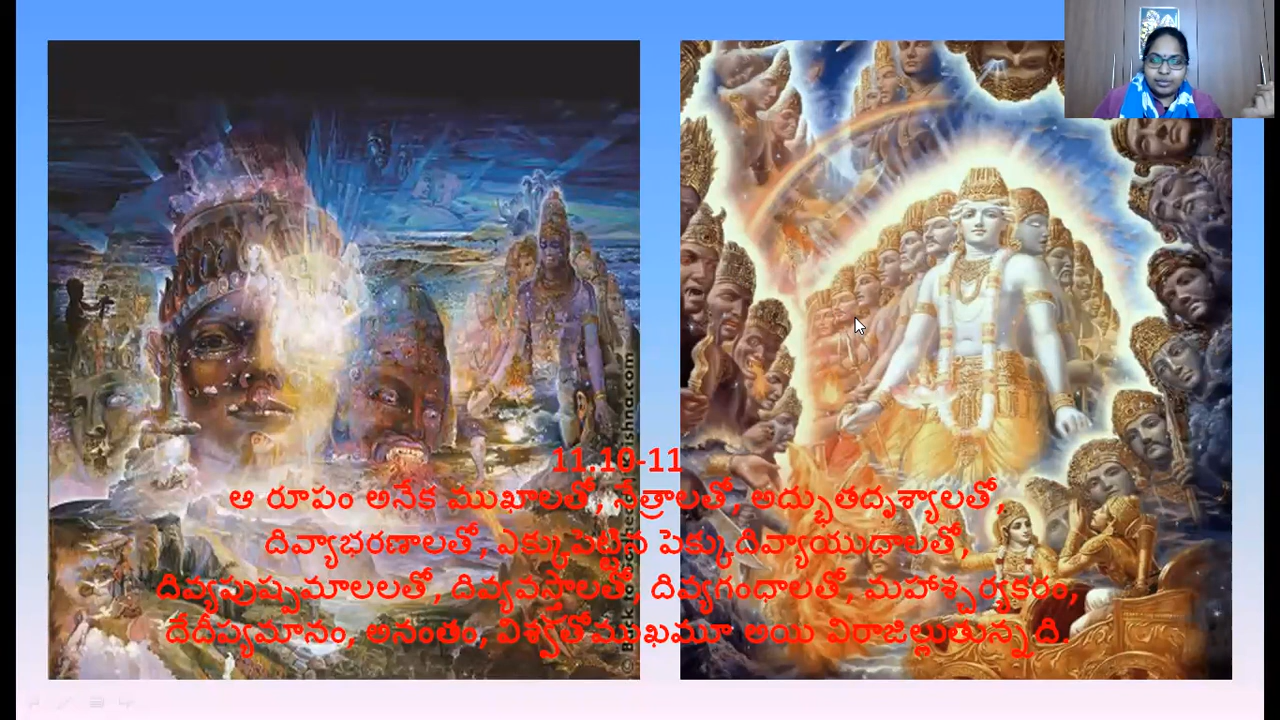 11.10-11
ఆ రూపం అనేక ముఖాలతో, నేత్రాలతో, అద్భుతదృశ్యాలతో,
దివ్యాభరణాలతో, ఎక్కుపెట్టిన పెక్కుదివ్యాయుదాలతో,
దివ్యపుష్పమాలలతో, దివ్యవస్త్రాలతో, దివ్యగంధాలతో, మహాశ్చర్యకరం,
దేదీప్యమానం, అనంతం, విశ్వతోముఖమూ అయి విరాజిల్లుతున్నది.